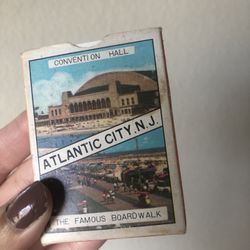 CONVENTION HALL
ATLANTIC CITY, N.J.
THE FAMOUS BOARDWALK